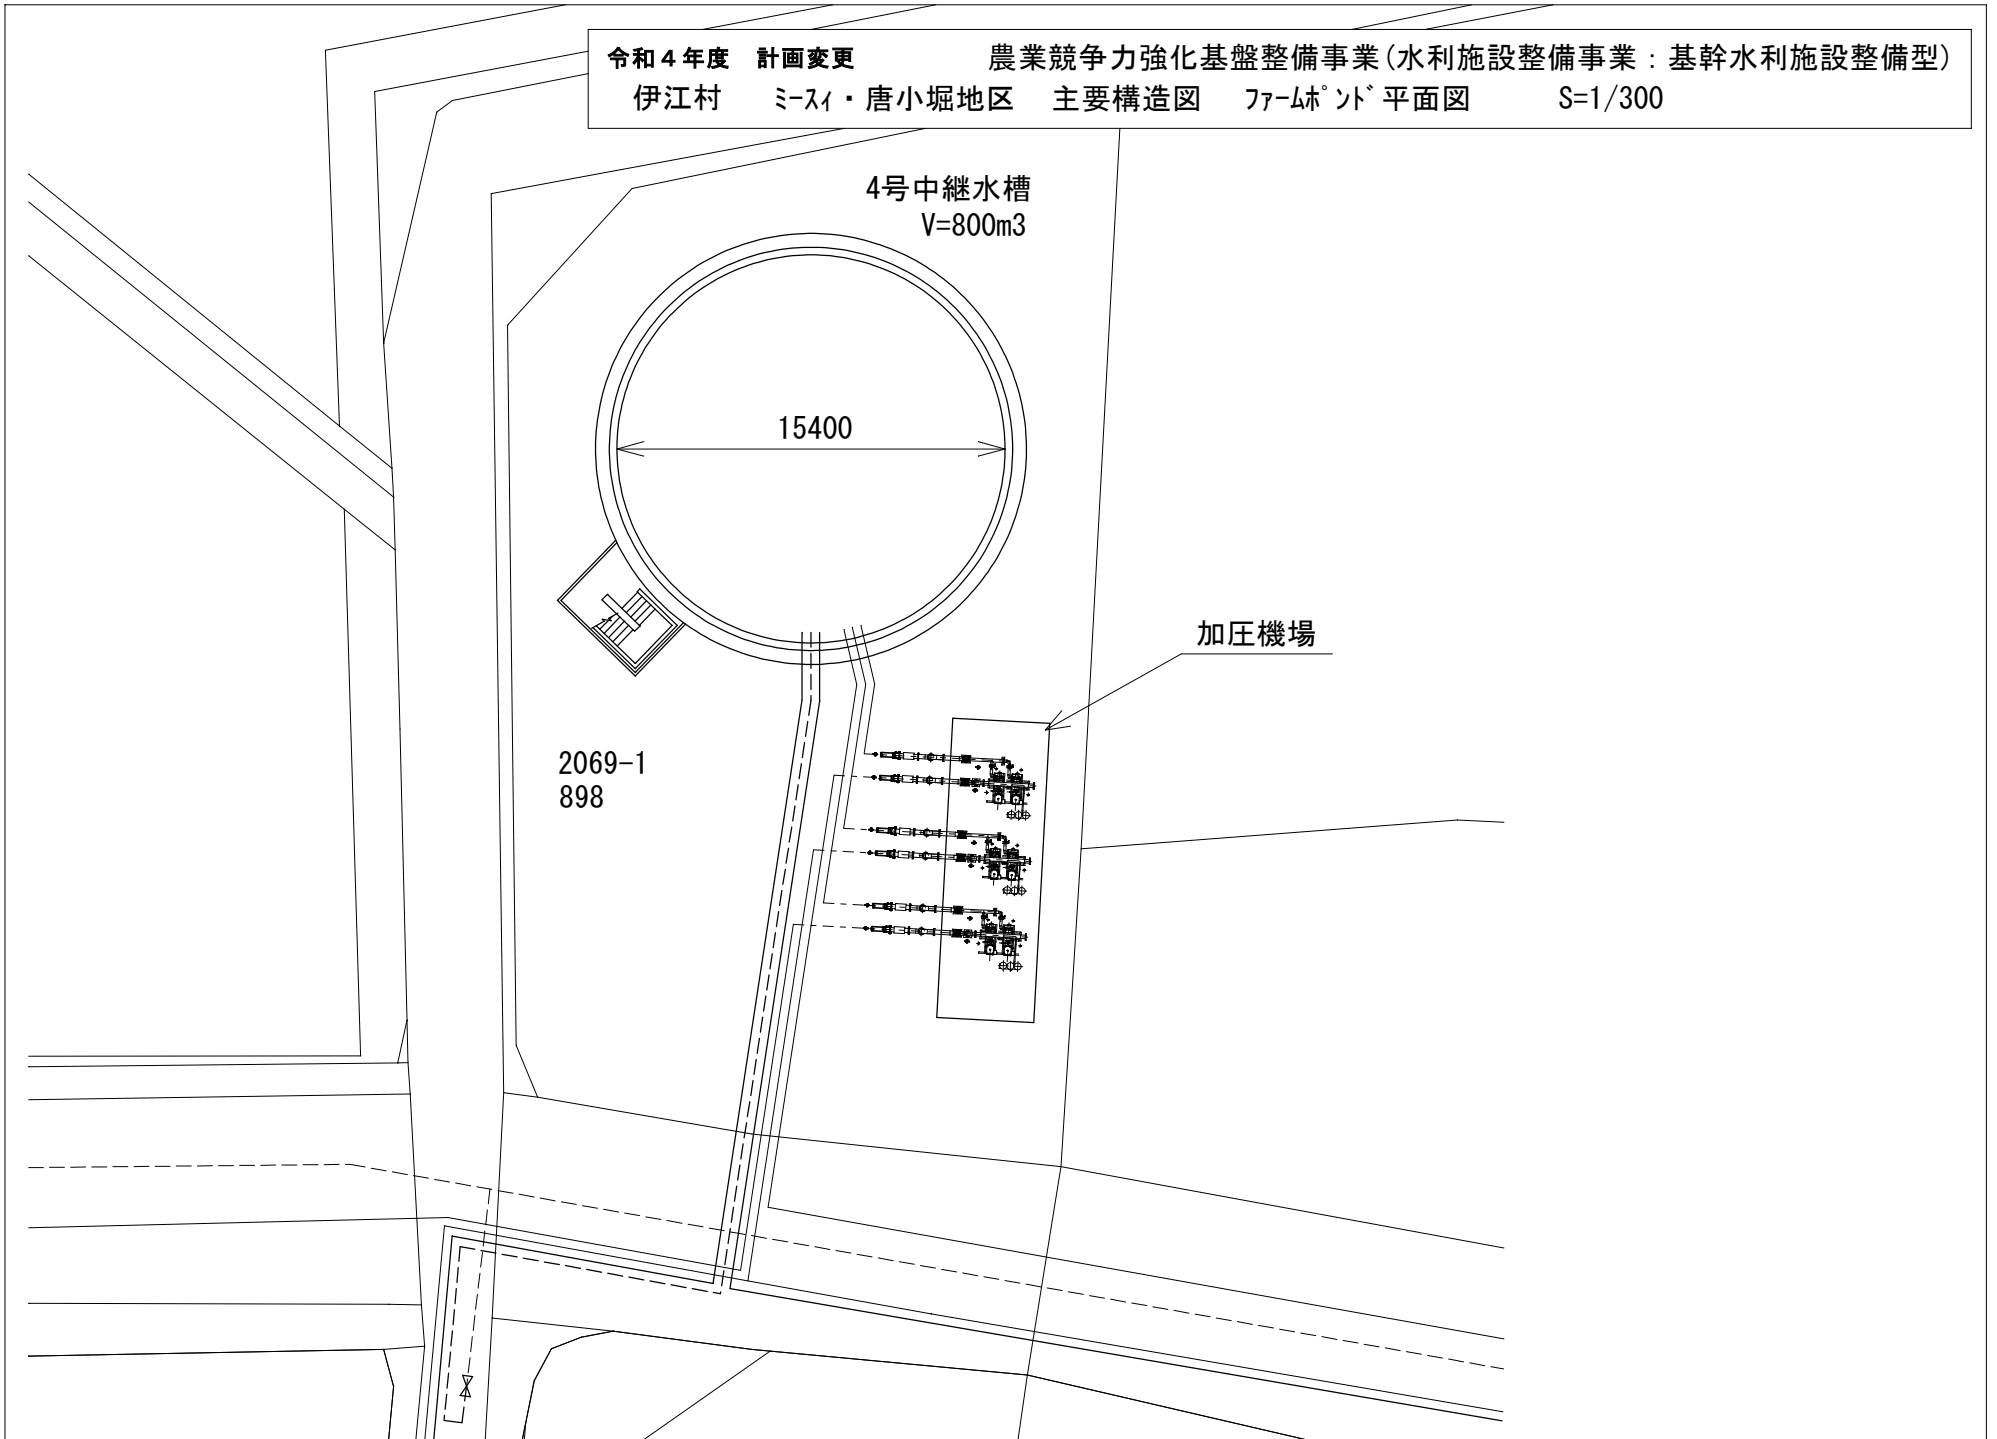 令和４年度　計画変更　農業競争力強化基盤整備事業(水利施設整備事業：基幹水利施設整備型)
伊江村　ﾐｰｽｨ・唐小堀地区　主要構造図　ﾌｧｰﾑﾎﾟﾝﾄﾞ平面図　S=1/300
4号中継水槽
V=800m3
15400
加圧機場
2069-1
898